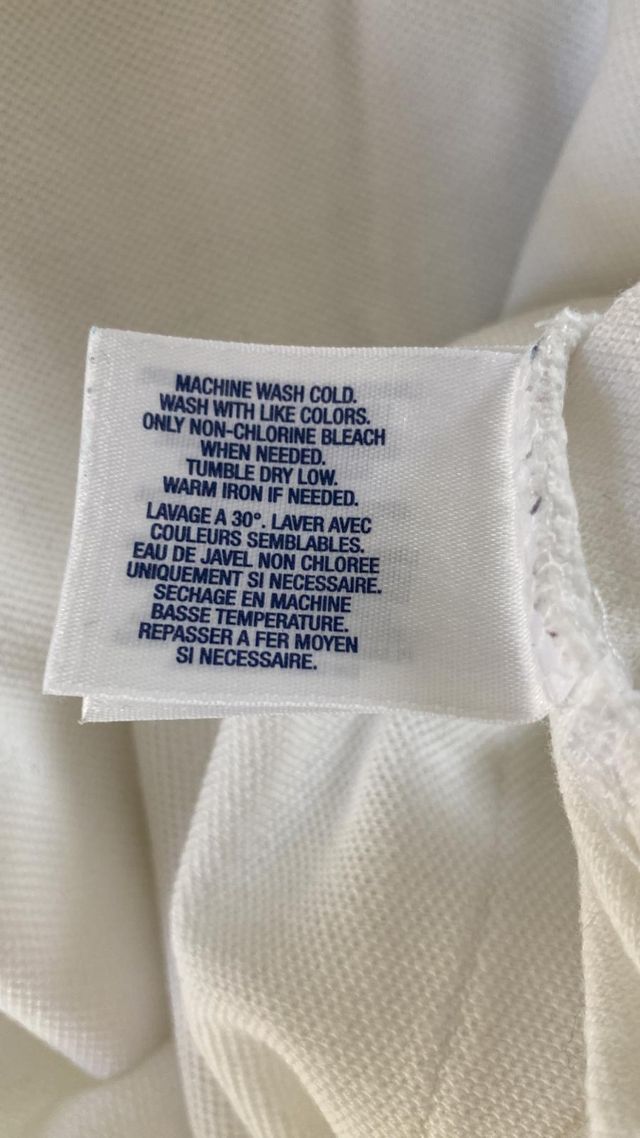 MACHINE WASH COLD.
WASH WITH LIKE COLORS.
ONLY NON-CHLORINE BLEACH
WHEN NEEDED.
TUMBLE DRY LOW.
WARM IRON IF NEEDED.
LAVAGE A 30°. LAVER AVEC
COULEURS SEMBLABLES.
EAU DE JAVEL NON CHLOREE
UNIQUEMENT SI NECESSAIRE.
SECHAGE EN MACHINE
BASSE TEMPERATURE.
REPASSER A FER MOYEN
SI NECESSAIRE.